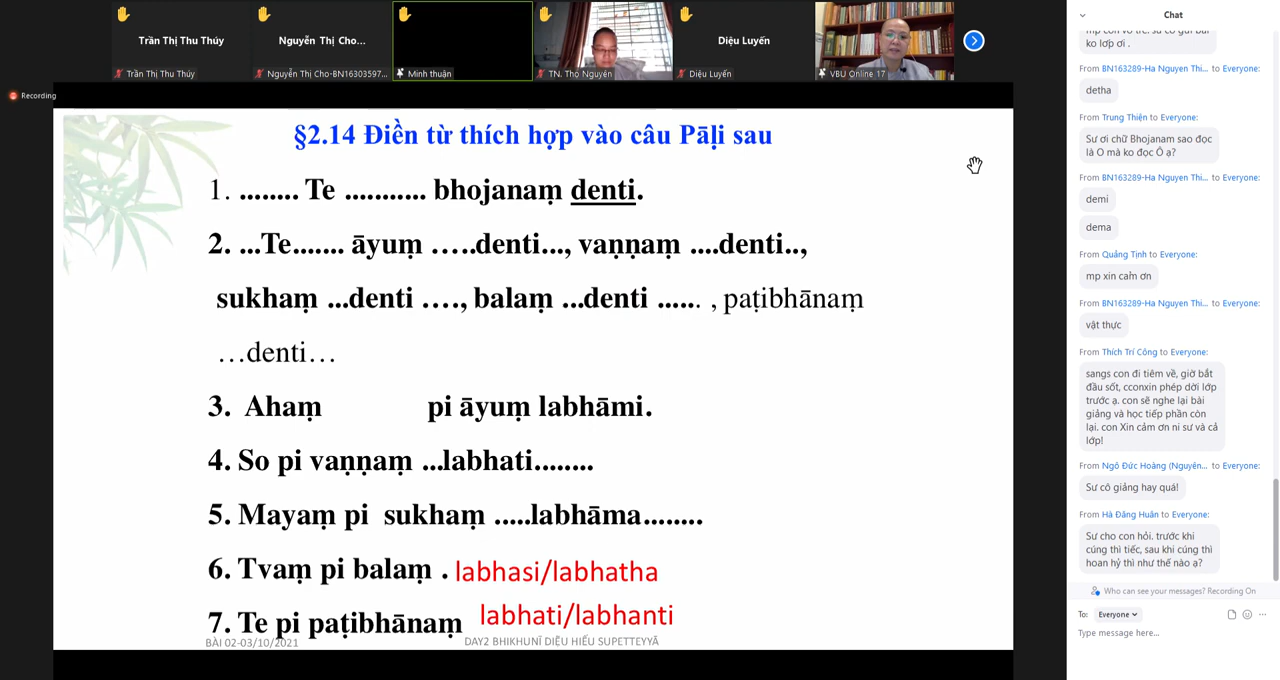 Trần Thị Thu Thúy
Nguyễn Thị Cho...
Diệu Luyến
Trần Thị Thu Thúy
Nguyễn Thị Cho-BN16303597...
Minh thuận
TN. Thọ Nguyên
Diệu Luyến
VBU Online 17
Recording
§2.14 Điền từ thích hợp vào câu Pāḷi sau
1. ........ Te ........... bhojanaṃ denti.
2. ...Te....... āyuṃ …..denti..., vaṇṇaṃ ....denti..,
sukhaṃ ...denti …., balaṃ ...denti ...... . , paṭibhānaṃ
…denti…
3. Ahaṃ pi āyuṃ labhāmi.
4. So pi vaṇṇaṃ ...labhati........
5. Mayaṃ pi sukhaṃ .....labhāma........
6. Tvaṃ pi balaṃ . labhasi/labhatha
7. Te pi paṭibhānaṃ labhati/labhanti
BÀI 02-03/10/2021
DAY2 BHIKHUNĪ DIỆU HIẾU SUPETTEYYĀ
Chat
ko lớp ơi .
From BN163289-Ha Nguyen Thi... to Everyone:
detha
From Trung Thiện to Everyone:
Sư ơi chữ Bhojanam sao đọc
là O mà ko đọc Ô ạ?
From BN163289-Ha Nguyen Thi... to Everyone:
demi
dema
From Quảng Tịnh to Everyone:
mp xin cảm ơn
From BN163289-Ha Nguyen Thi... to Everyone:
vật thực
From Thích Trí Công to Everyone:
sangs con đi tiêm về, giờ bắt
đầu sốt, cconxin phép dời lớp
trước ạ. con sẽ nghe lại bài
giảng và học tiếp phần còn
lại. con Xin cảm ơn ni sư và cả
lớp!
From Ngô Đức Hoàng (Nguyên... to Everyone:
Sư cô giảng hay quá!
From Hà Đăng Huân to Everyone:
Sư cho con hỏi. trước khi
cúng thì tiếc, sau khi cúng thì
hoan hỷ thì như thế nào ạ?
Who can see your messages? Recording On
To: Everyone
Type message here...